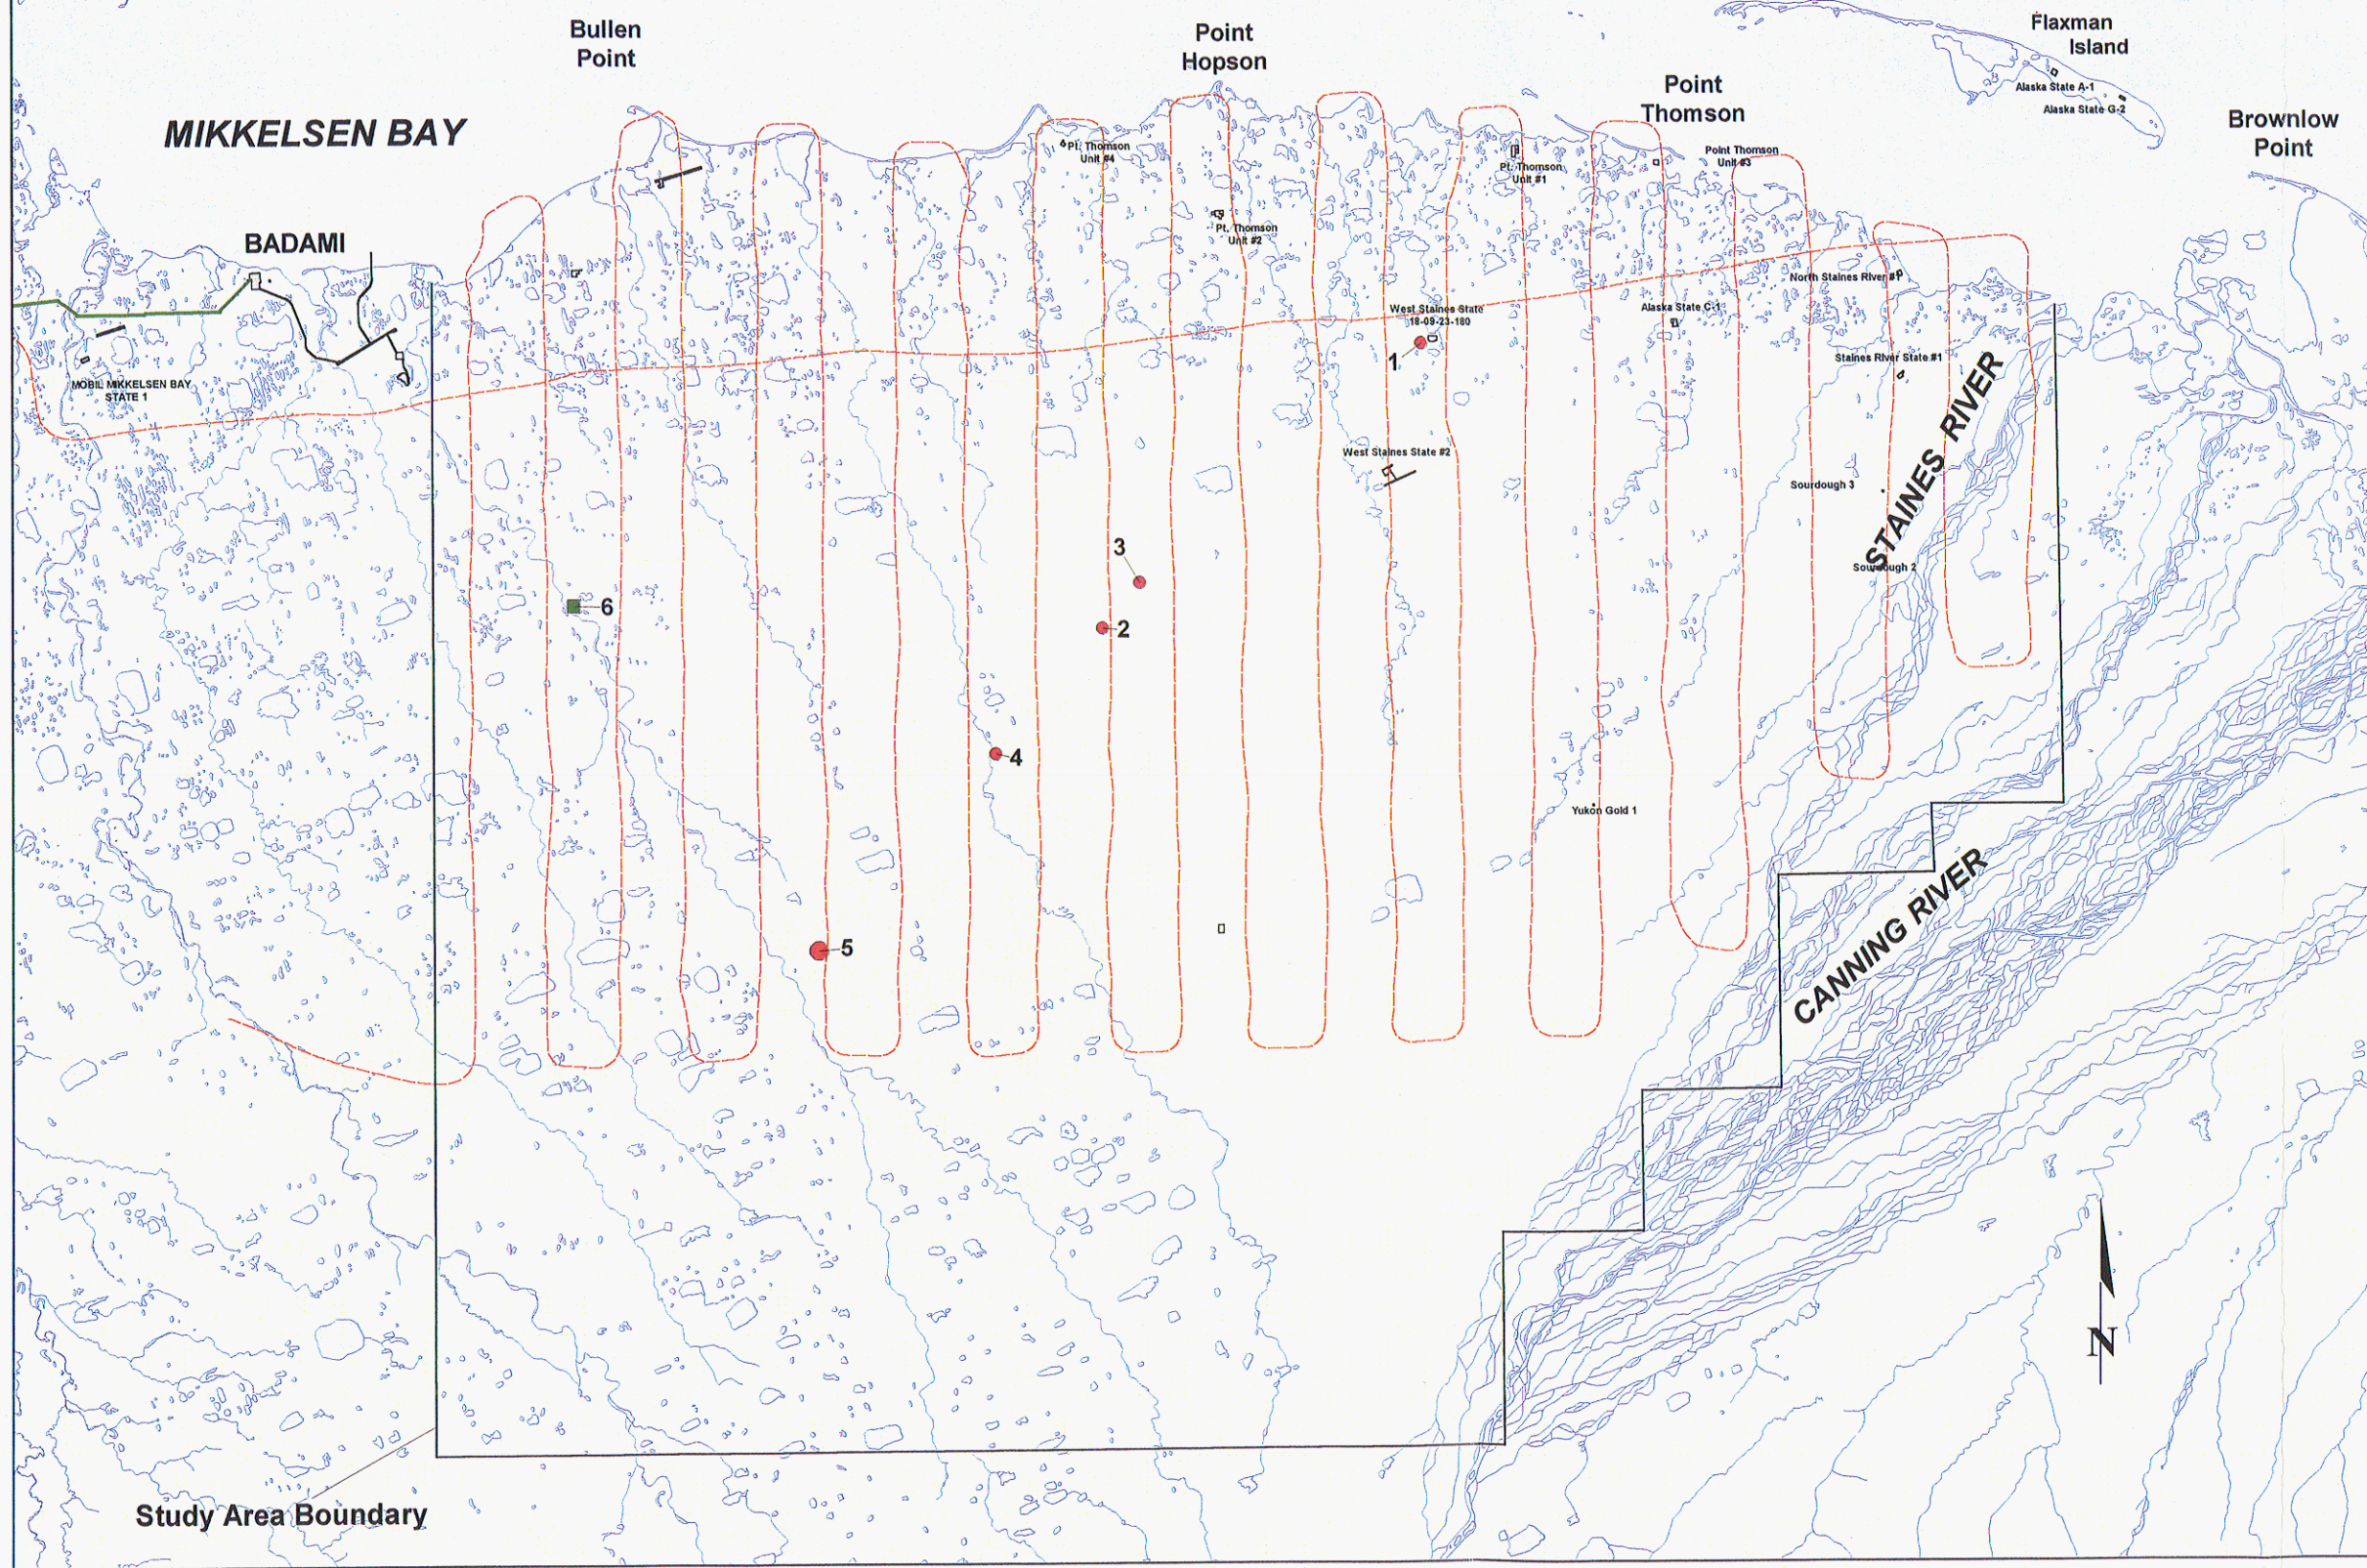 Bullen
Point
Point
Hopson
Point
Thomson
Flaxman
Island
Alaska State A-1
Alaska State G-2
Brownlow
Point
MIKKELSEN BAY
BADAMI
Pt. Thomson
Unit #4
Pt. Thomson
Unit #1
Point Thomson
Unit #3
Pt. Thomson
Unit #2
North Staines River #1
West Staines State
18-09-23-180
Alaska State C-1
1
Staines River State #1
MOBIL MIKKELSEN BAY
STATE 1
West Staines State #2
Sourdough 3
STAINES RIVER
3
Sourdough 2
6
2
4
Yukon Gold 1
5
CANNING RIVER
N
Study Area Boundary